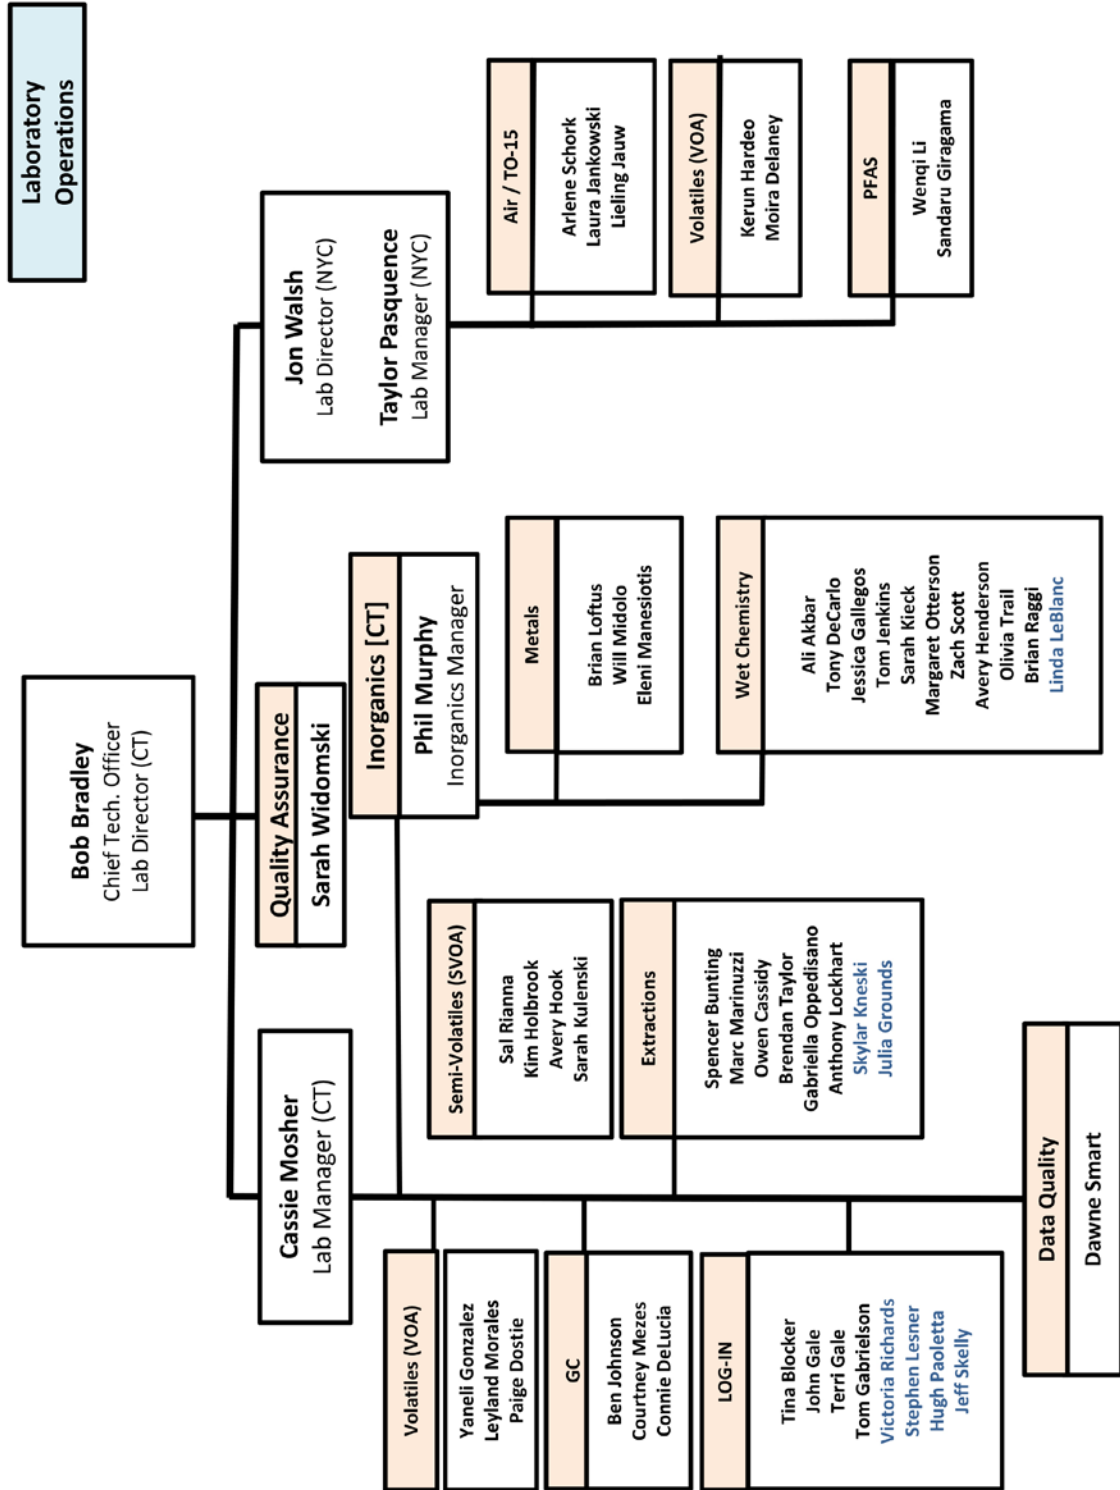 Laboratory
Operations
Bob Bradley
Chief Tech. Officer
Lab Director (CT)
Cassie Mosher
Lab Manager (CT)
Quality Assurance
Sarah Widomski
Jon Walsh
Lab Director (NYC)
Taylor Pasquence
Lab Manager (NYC)
Inorganics [CT]
Phil Murphy
Inorganics Manager
Volatiles (VOA)
Yaneli Gonzalez
Leyland Morales
Paige Dostie
GC
Ben Johnson
Courtney Mezes
Connie DeLucia
LOG-IN
Tina Blocker
John Gale
Terri Gale
Tom Gabrielson
Victoria Richards
Stephen Lesner
Hugh Paoletta
Jeff Skelly
Semi-Volatiles (SVOA)
Sal Rianna
Kim Holbrook
Avery Hook
Sarah Kulenski
Extractions
Spencer Bunting
Marc Marinuzzi
Owen Cassidy
Brendan Taylor
Gabriella Oppedisano
Anthony Lockhart
Skylar Kneski
Julia Grounds
Data Quality
Dawne Smart
Metals
Brian Loftus
Will Midolo
Eleni Manesiotis
Wet Chemistry
Ali Akbar
Tony DeCarlo
Jessica Gallegos
Tom Jenkins
Sarah Kieck
Margaret Otterson
Zach Scott
Avery Henderson
Olivia Trail
Brian Raggi
Linda LeBlanc
Air / TO-15
Arlene Schork
Laura Jankowski
Lieling Jauw
Volatiles (VOA)
Kerun Hardeo
Moira Delaney
PFAS
Wenqi Li
Sandaru Giragama